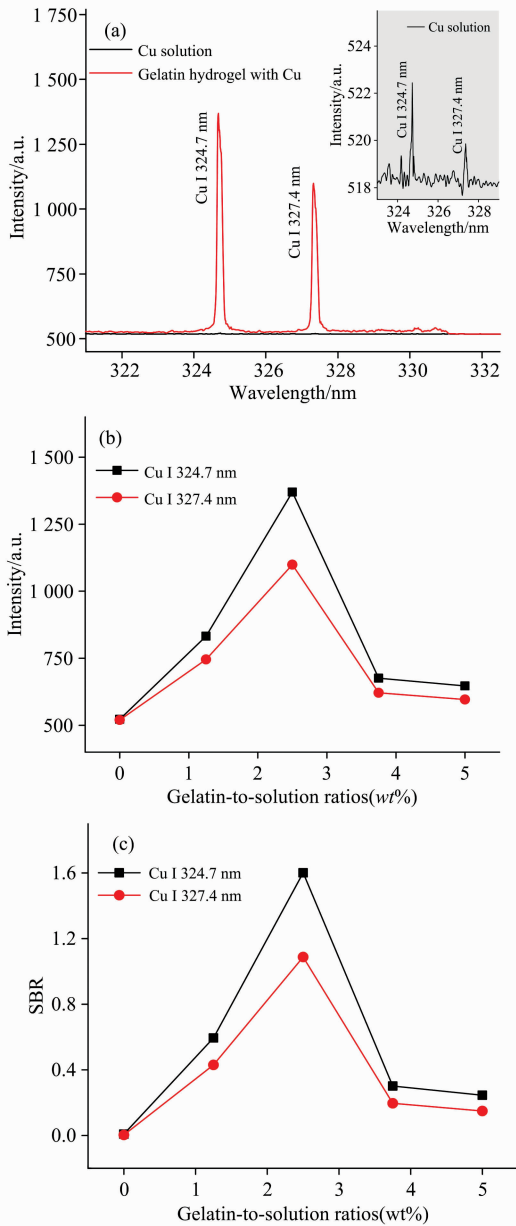 (a)
Cu solution
Gelatin hydrogel with Cu
Cu I 324.7 nm
Cu I 327.4 nm
Intensity/a.u.
1 750
1 500
1 250
1 000
750
500
322
324
326
328
330
332
Wavelength/nm
Cu solution
Cu I 324.7 nm
Cu I 327.4 nm
Intensity/a.u.
524
522
520
518
324
326
328
Wavelength/nm
(b)
Cu I 324.7 nm
Cu I 327.4 nm
Intensity/a.u.
1 500
1 250
1 000
750
500
0
1
2
3
4
5
Gelatin-to-solution ratios(wt%)
(c)
Cu I 324.7 nm
Cu I 327.4 nm
SBR
1.6
1.2
0.8
0.4
0.0
0
1
2
3
4
5
Gelatin-to-solution ratios(wt%)